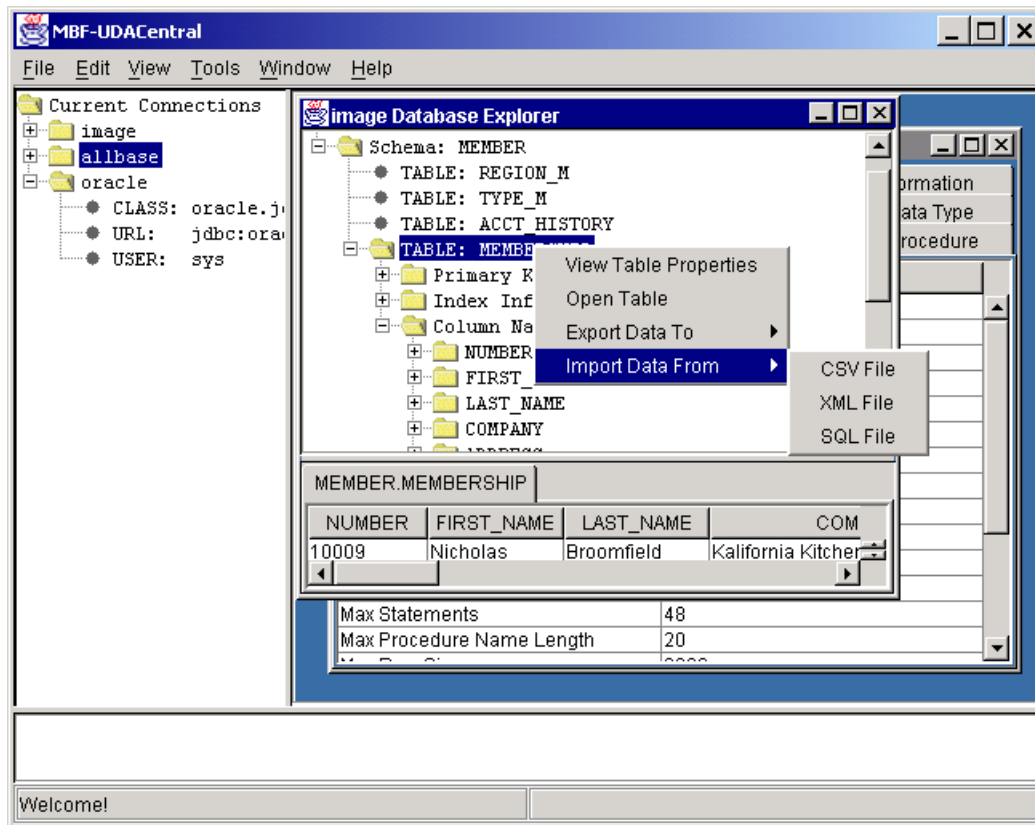 MBF-UDACentral
File Edit View Tools Window Help
Current Connections
image
allbase
oracle
CLASS: oracle.j
URL: jdbc:ora
USER: sys
image Database Explorer
Schema: MEMBER
TABLE: REGION_M
TABLE: TYPE_M
TABLE: ACCT_HISTORY
TABLE: MEMBERSHIP
Primary K
Index Inf
Column Na
NUMBER
FIRST_
LAST_NAME
COMPANY
ADDRESS
View Table Properties
Open Table
Export Data To
Import Data From
CSV File
XML File
SQL File
ormation
ata Type
rocedure
MEMBER.MEMBERSHIP
NUMBER FIRST_NAME LAST_NAME COM
10009 Nicholas Broomfield Kalifornia Kitcher
Max Statements 48
Max Procedure Name Length 20
Welcome!